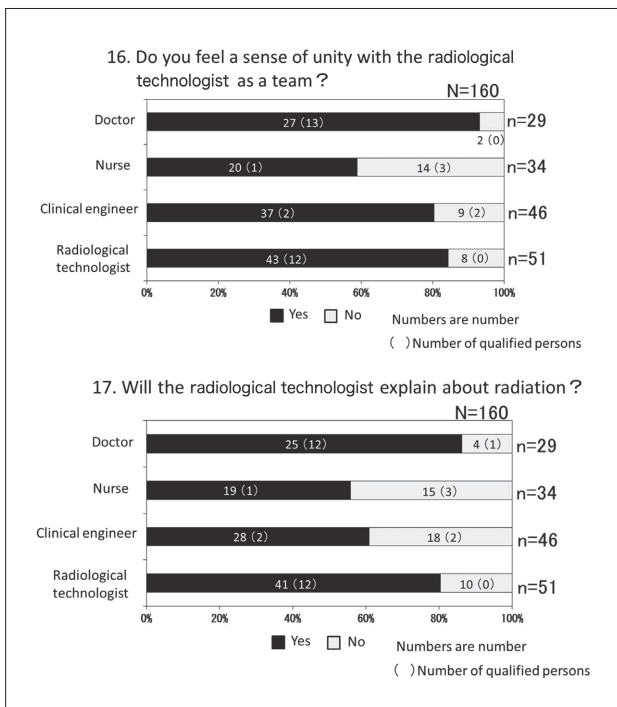 16. Do you feel a sense of unity with the radiological
technologist as a team?
N=160
Doctor 27 (13) n=29
2 (0)
Nurse 20 (1) 14 (3) n=34
Clinical engineer 37 (2) 9 (2) n=46
Radiological
technologist 43 (12) 8 (0) n=51
0% 20% 40% 60% 80% 100%
Yes No Numbers are number
( ) Number of qualified persons
17. Will the radiological technologist explain about radiation?
N=160
Doctor 25 (12) 4 (1) n=29
Nurse 19 (1) 15 (3) n=34
Clinical engineer 28 (2) 18 (2) n=46
Radiological
technologist 41 (12) 10 (0) n=51
0% 20% 40% 60% 80% 100%
Yes No Numbers are number
( ) Number of qualified persons